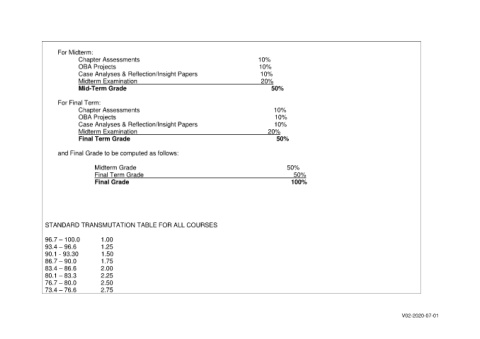 For Midterm:
Chapter Assessments 10%
OBA Projects 10%
Case Analyses & Reflection/Insight Papers 10%
Midterm Examination 20%
Mid-Term Grade 50%
For Final Term:
Chapter Assessments 10%
OBA Projects 10%
Case Analyses & Reflection/Insight Papers 10%
Midterm Examination 20%
Final Term Grade 50%
and Final Grade to be computed as follows:
Midterm Grade 50%
Final Term Grade 50%
Final Grade 100%
STANDARD TRANSMUTATION TABLE FOR ALL COURSES
96.7 – 100.0 1.00
93.4 – 96.6 1.25
90.1 - 93.30 1.50
86.7 – 90.0 1.75
83.4 – 86.6 2.00
80.1 – 83.3 2.25
76.7 – 80.0 2.50
73.4 – 76.6 2.75
V02-2020-07-01